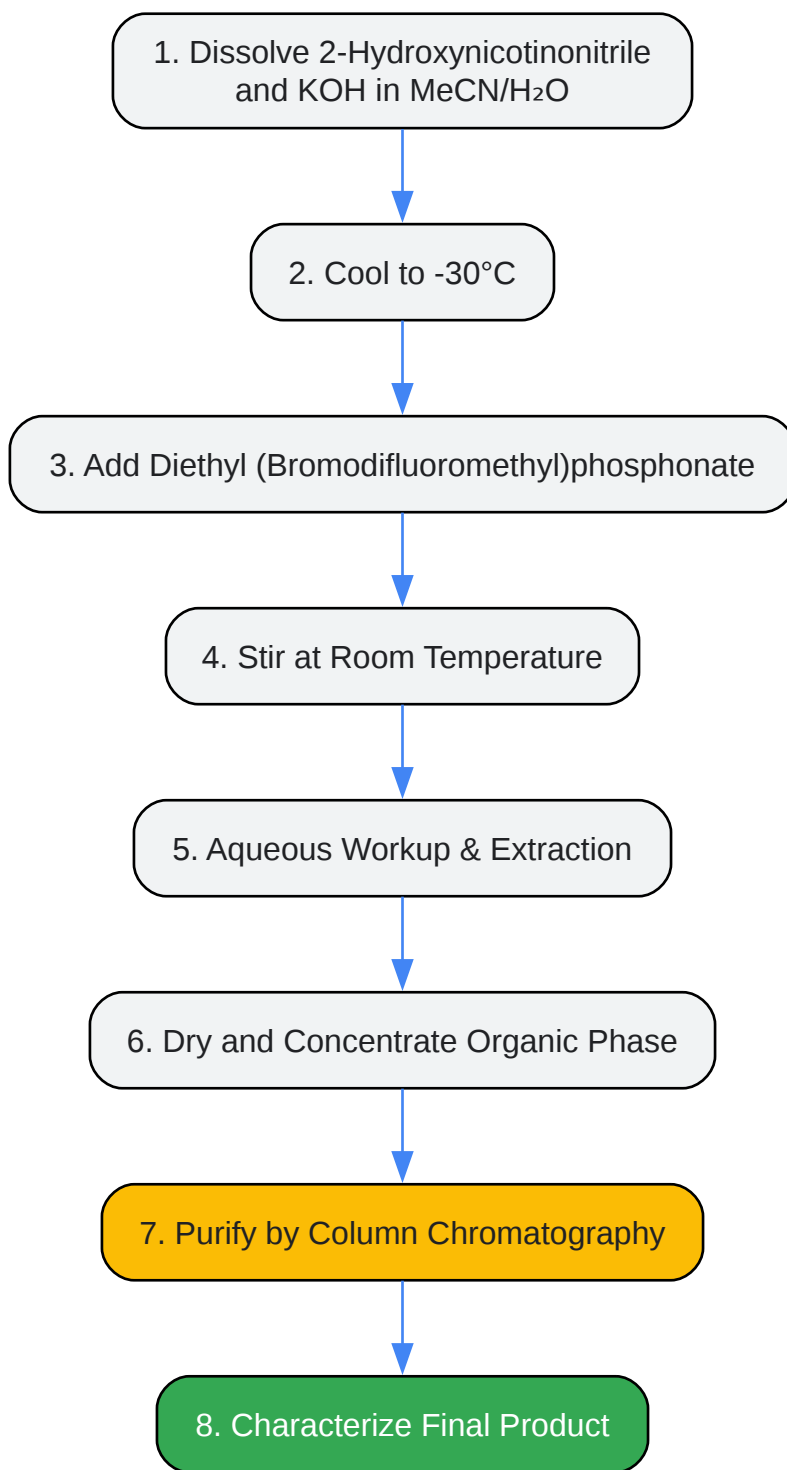 1. Dissolve 2-Hydroxynicotinonitrile
and KOH in MeCN/H₂O
2. Cool to -30°C
3. Add Diethyl (Bromodifluoromethyl)phosphonate
4. Stir at Room Temperature
5. Aqueous Workup & Extraction
6. Dry and Concentrate Organic Phase
7. Purify by Column Chromatography
8. Characterize Final Product